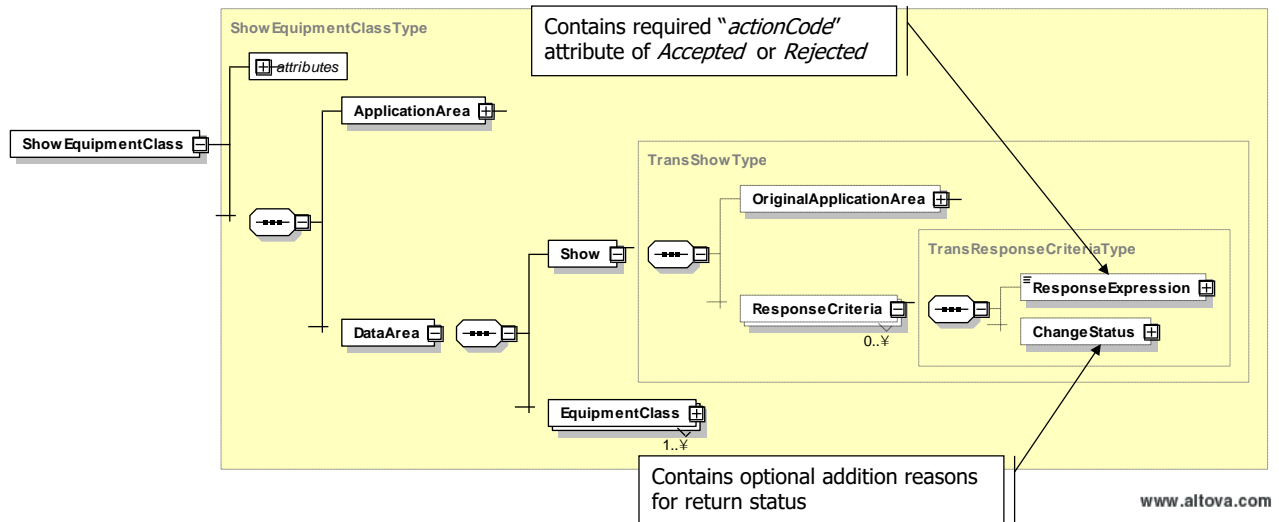 ShowEquipmentClassType
Contains required “actionCode”
attribute of Accepted or Rejected
attributes
ApplicationArea
ShowEquipmentClass
TransShowType
OriginalApplicationArea
TransResponseCriteriaType
Show
ResponseExpression
ResponseCriteria
0..¥
ChangeStatus
DataArea
EquipmentClass
1..¥
Contains optional addition reasons
for return status
www.altova.com